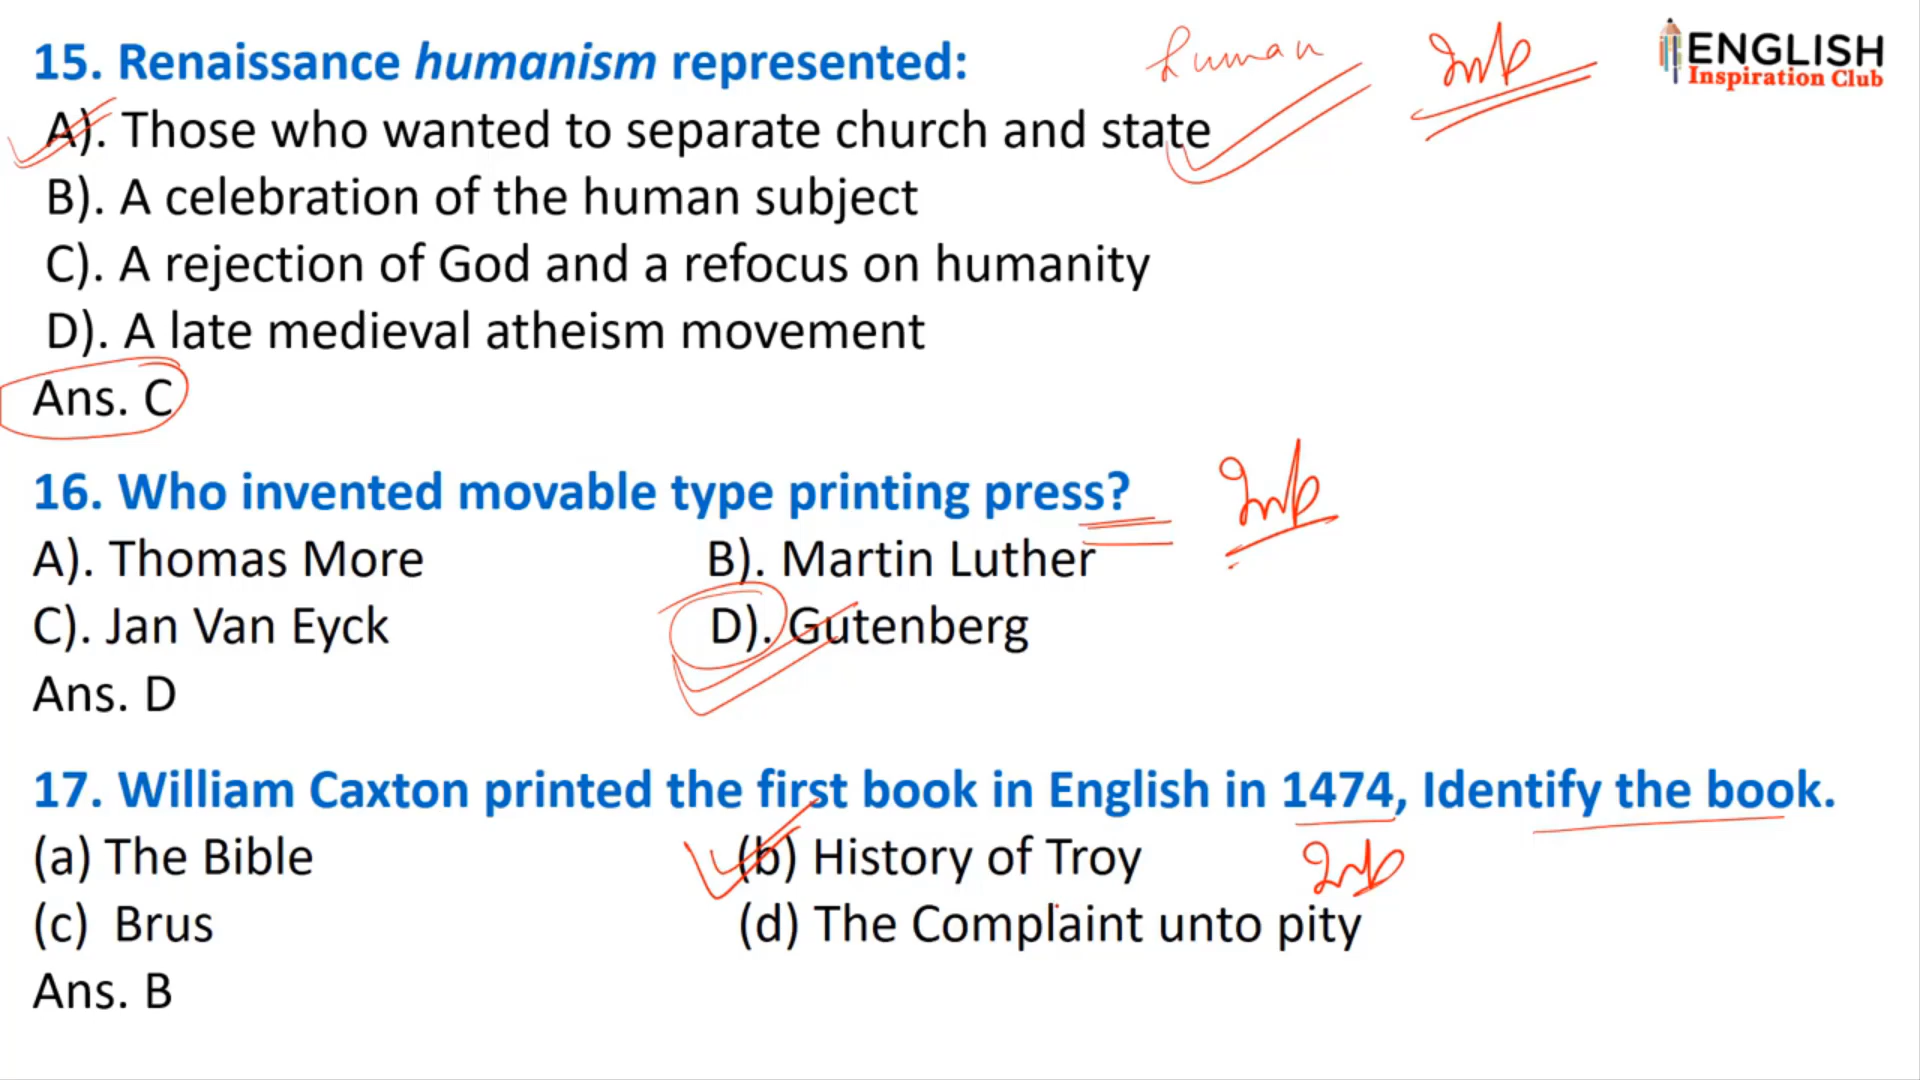 15. Renaissance humanism represented:
human
Imp
ENGLISH
Inspiration Club
A). Those who wanted to separate church and state
B). A celebration of the human subject
C). A rejection of God and a refocus on humanity
D). A late medieval atheism movement
Ans. C
16. Who invented movable type printing press?
Imp
A). Thomas More B). Martin Luther
C). Jan Van Eyck D). Gutenberg
Ans. D
17. William Caxton printed the first book in English in 1474, Identify the book.
(a) The Bible (b) History of Troy
Imp
(c) Brus (d) The Complaint unto pity
Ans. B